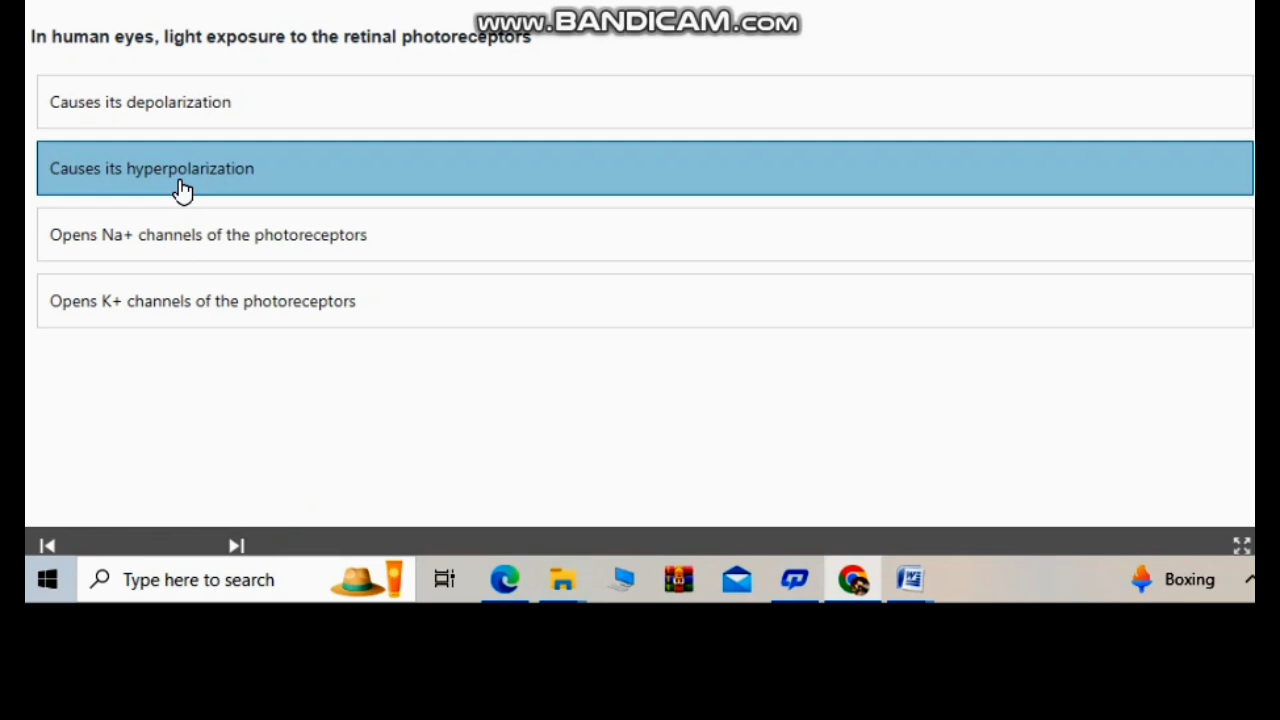 www.BANDICAM.com
In human eyes, light exposure to the retinal photoreceptors
Causes its depolarization
Causes its hyperpolarization
Opens Na+ channels of the photoreceptors
Opens K+ channels of the photoreceptors
Type here to search
Boxing